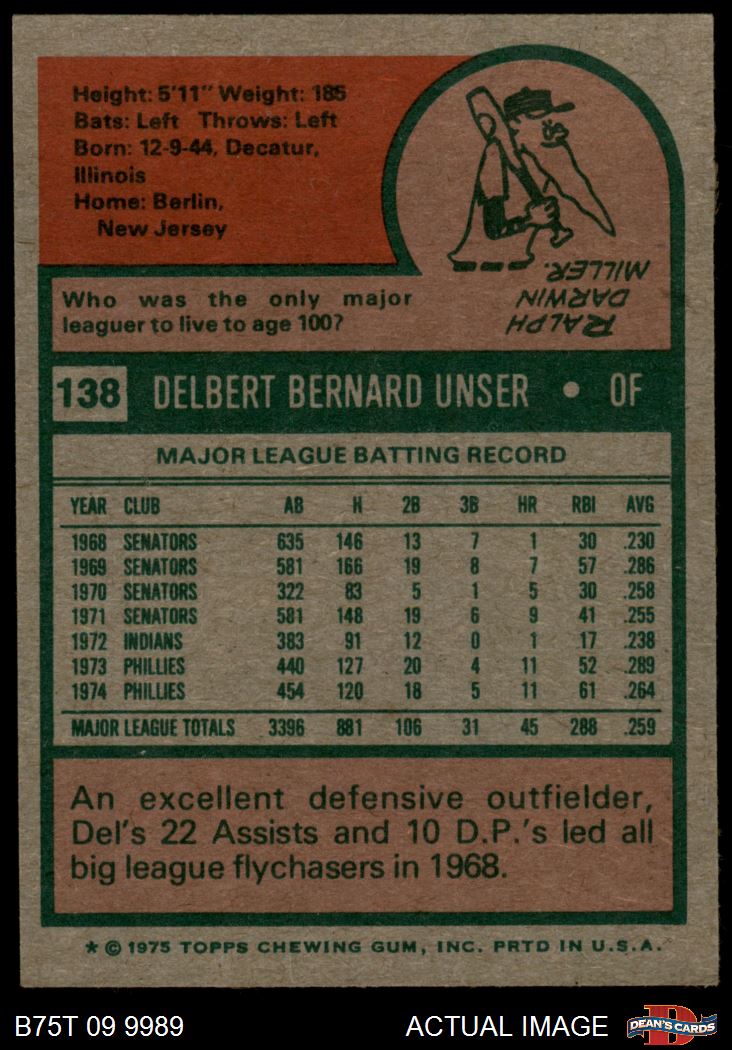 Height: 5'11" Weight: 185
Bats: Left Throws: Left
Born: 12-9-44, Decatur,
Illinois
Home: Berlin,
New Jersey
Who was the only major
leaguer to live to age 100?
RALPH
DARWIN
MILLER.
138 DELBERT BERNARD UNSER • OF
MAJOR LEAGUE BATTING RECORD
YEAR CLUB AB H 2B 3B HR RBI AVG
1968 SENATORS 635 146 13 7 1 30 .230
1969 SENATORS 581 166 19 8 7 57 .286
1970 SENATORS 322 83 5 1 5 30 .258
1971 SENATORS 581 148 19 6 9 41 .255
1972 INDIANS 383 91 12 0 1 17 .238
1973 PHILLIES 440 127 20 4 11 52 .289
1974 PHILLIES 454 120 18 5 11 61 .264
MAJOR LEAGUE TOTALS 3396 881 106 31 45 288 .259
An excellent defensive outfielder,
Del's 22 Assists and 10 D.P.'s led all
big league flychasers in 1968.
* © 1975 TOPPS CHEWING GUM, INC. PRTD IN U.S.A.
B75T 09 9989 ACTUAL IMAGE DEAN'S CARDS